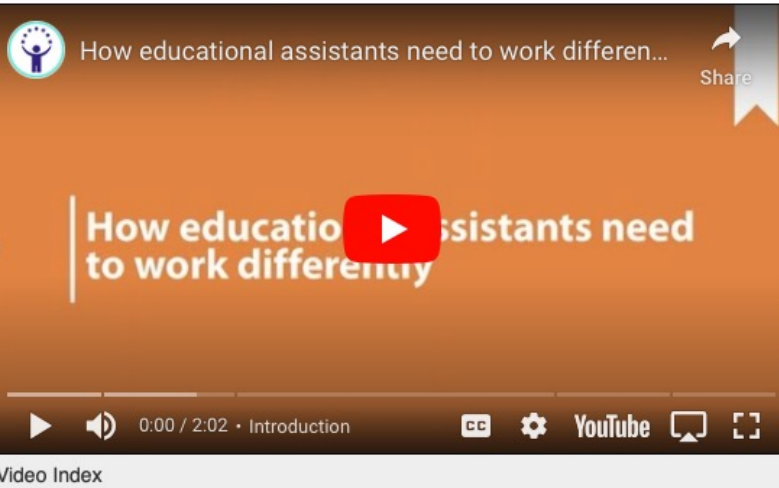 How educational assistants need to work differen...
Share
How educatio ssistants need
to work differently
0:00 / 2:02 • Introduction
CC
YouTube
Video Index